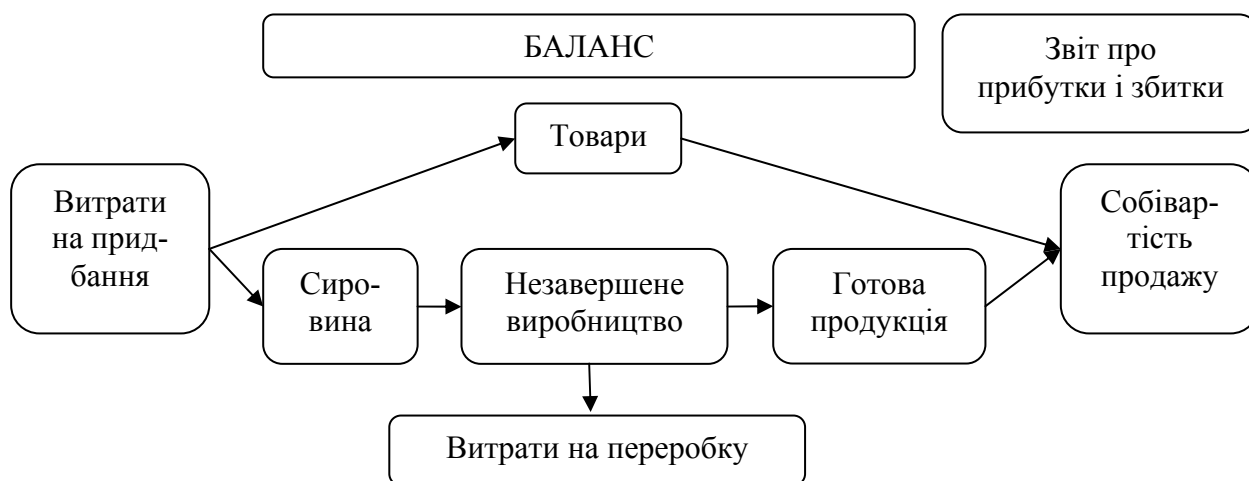 БАЛАНС
Звіт про
прибутки і збитки
Товари
Витрати
на прид-
бання
Собівар-
тість
продажу
Сиро-
вина
Незавершене
виробництво
Готова
продукція
Витрати на переробку